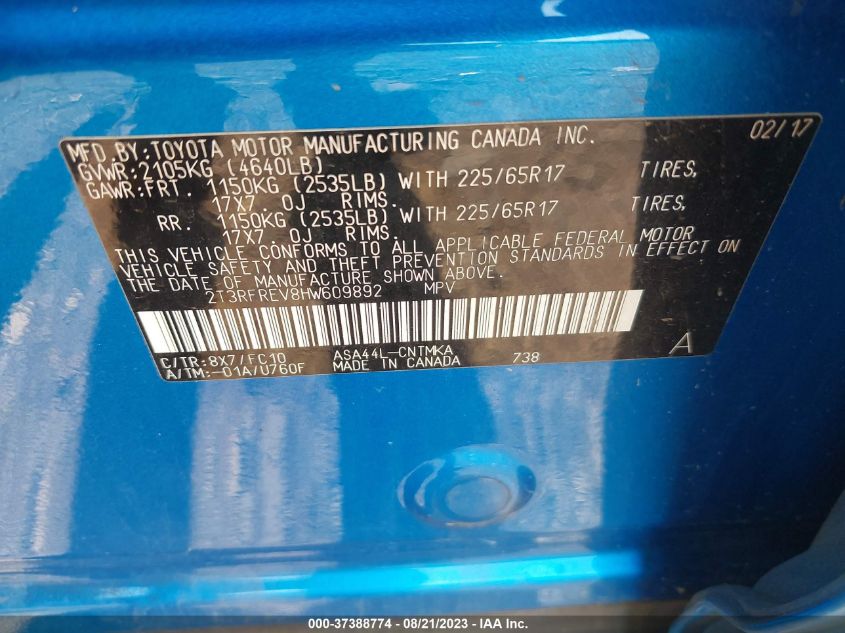 MFD.BY:TOYOTA MOTOR MANUFACTURING CANADA INC. 02/17
GVWR:2105KG (4640LB)
GAWR:FRT. 1150KG (2535LB) WITH 225/65R17 TIRES,
17X7 0J RIMS.
RR. 1150KG (2535LB) WITH 225/65R17 TIRES,
17X7 0J RIMS.
THIS VEHICLE CONFORMS TO ALL APPLICABLE FEDERAL MOTOR
VEHICLE SAFETY AND THEFT PREVENTION STANDARDS IN EFFECT ON
THE DATE OF MANUFACTURE SHOWN ABOVE.
2T3RFREV8HW609892 MPV
C/TR:8X7/FC10 ASA44L-CNTMKA 738 A
A/TM:-01A/U760F MADE IN CANADA
000-37388774 - 08/21/2023 - IAA Inc.